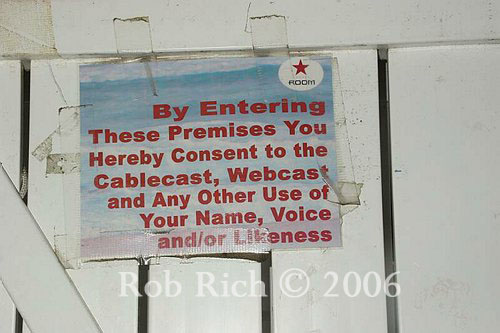 ROOM
By Entering
These Premises You
Hereby Consent to the
Cablecast, Webcast
and Any Other Use of
Your Name, Voice
and/or Likeness
Rob Rich © 2006